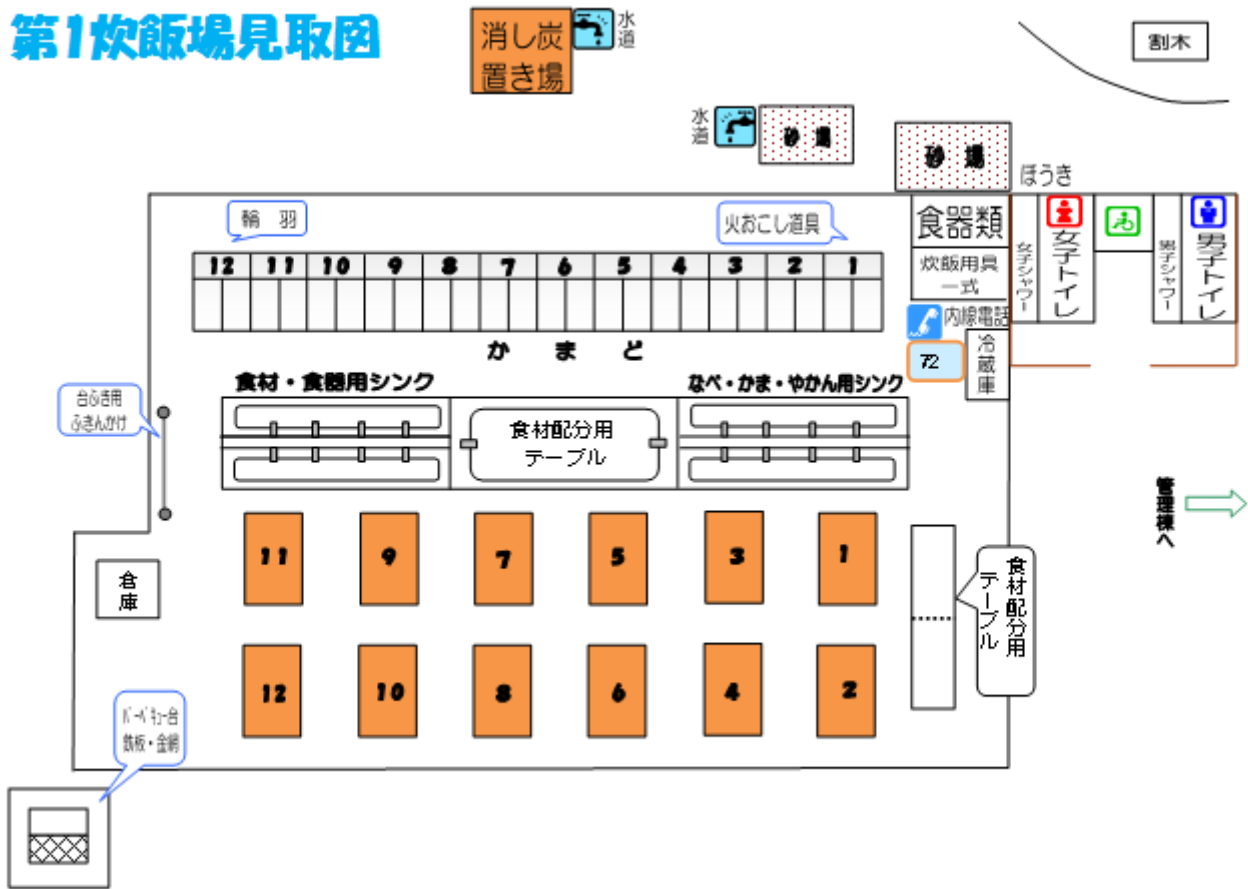 第1炊飯場見取図
消し炭
置き場
水道
割木
水道
砂場
砂場
ほうき
輪 羽
火おこし道具
食器類
炊飯用具
一式
女子シャワー
女子トイレ
男子シャワー
男子トイレ
12 11 10 9 8 7 6 5 4 3 2 1
内線電話
72
冷蔵庫
かまど
食材・食器用シンク
なべ・かま・やかん用シンク
台ふき用
ふきんかけ
食材配分用
テーブル
管理棟へ
11 9 7 5 3 1
食材配分用
テーブル
倉庫
12 10 8 6 4 2
バーベキュー台
鉄板・金網